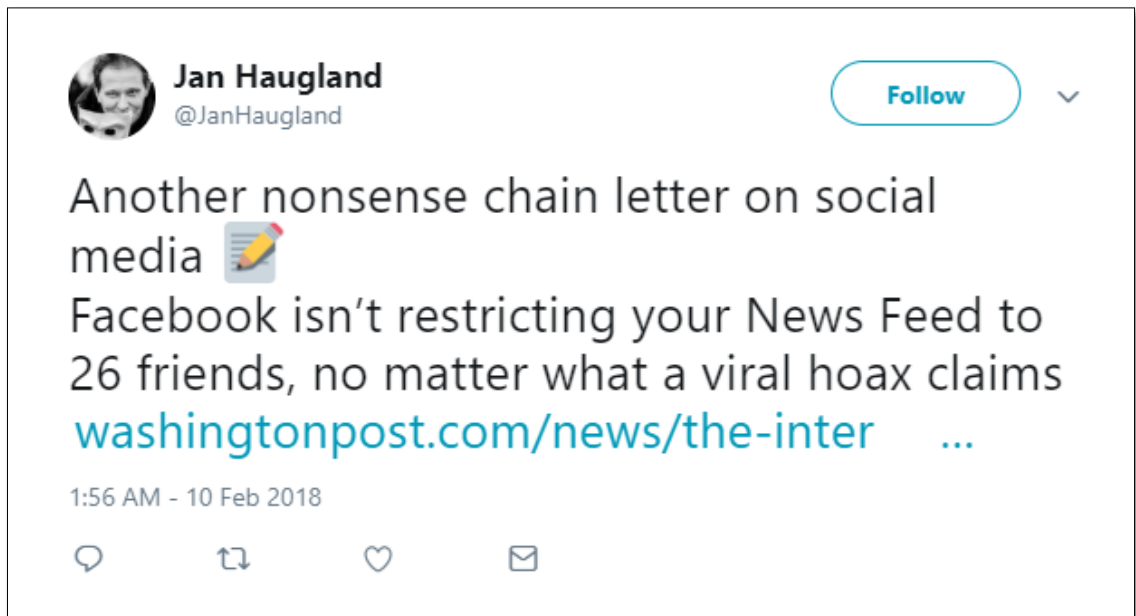 Jan Haugland
@JanHaugland
Follow
Another nonsense chain letter on social
media 📝
Facebook isn’t restricting your News Feed to
26 friends, no matter what a viral hoax claims
washingtonpost.com/news/the-inter ...
1:56 AM - 10 Feb 2018